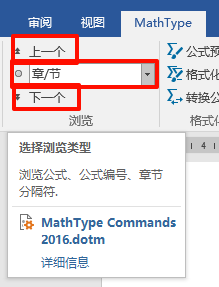 审阅 视图 MathType
上一个 公式预
章/节 格式化
下一个 转换公
浏览 格式化
4
选择浏览类型
浏览公式、公式编号、章节
分隔符.
MathType Commands
2016.dotm
详细信息